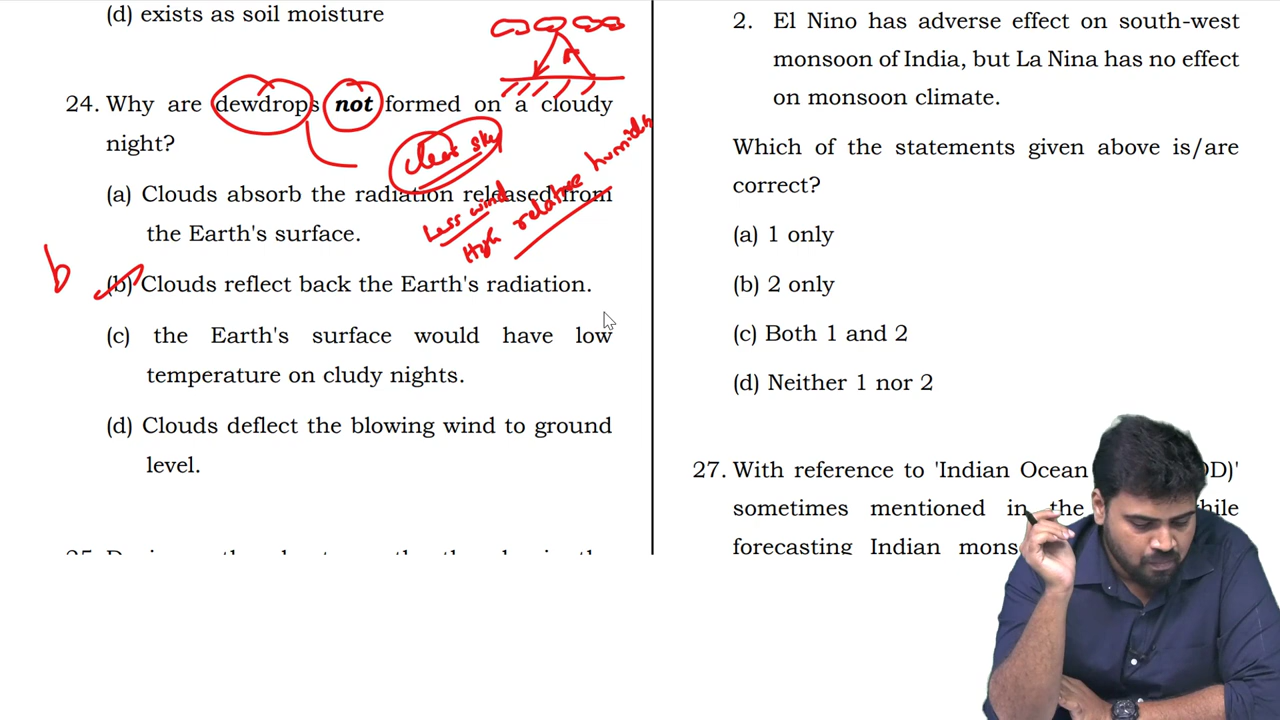 (d) exists as soil moisture
24. Why are dewdrops not formed on a cloudy
night?
clear sky
(a) Clouds absorb the radiation released from
the Earth's surface.
Less wind
High relative humidity
b
(b) Clouds reflect back the Earth's radiation.
(c) the Earth's surface would have low
temperature on cludy nights.
(d) Clouds deflect the blowing wind to ground
level.
2. El Nino has adverse effect on south-west
monsoon of India, but La Nina has no effect
on monsoon climate.
Which of the statements given above is/are
correct?
(a) 1 only
(b) 2 only
(c) Both 1 and 2
(d) Neither 1 nor 2
27. With reference to 'Indian Ocean OD)'
sometimes mentioned in the while
forecasting Indian mons